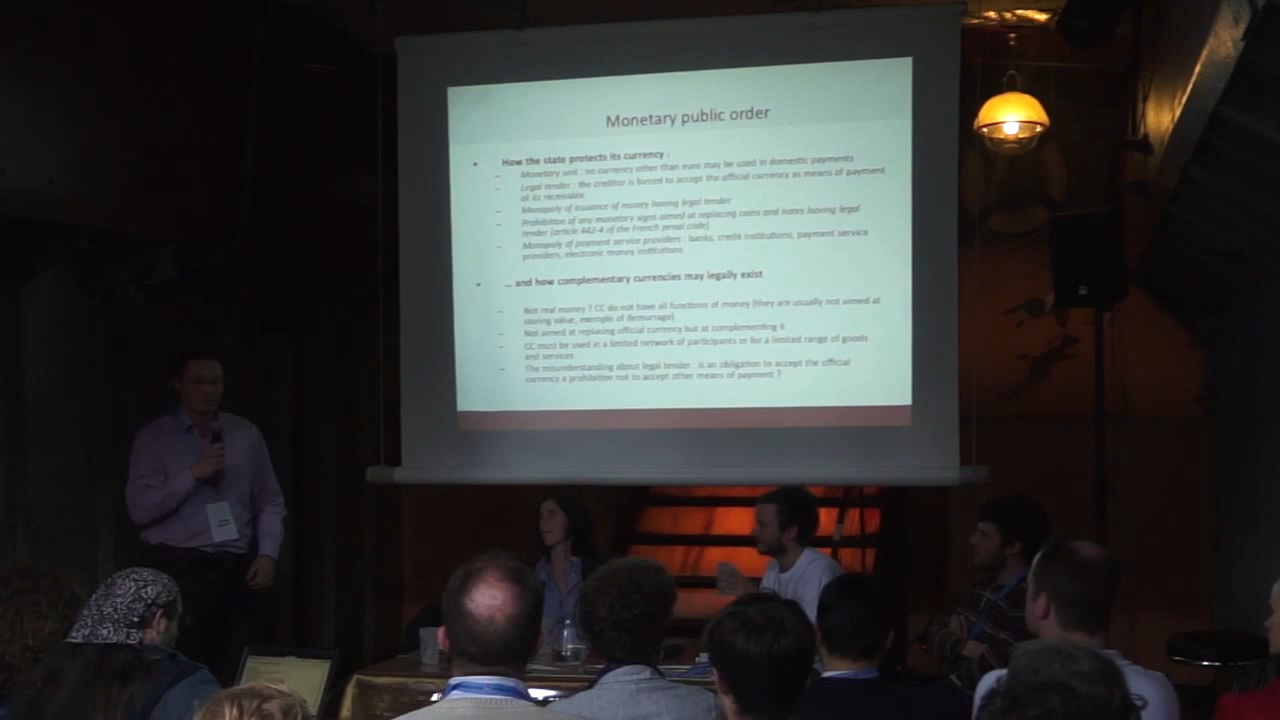 Monetary public order
• How the state protects its currency :
– Monetary unit : no currency other than euro may be used in domestic payments
– Legal tender : the creditor is forced to accept the official currency as means of payment
of its receivable
– Monopoly of issuance of money having legal tender
– Prohibition of any monetary signs aimed at replacing coins and notes having legal
tender (article 442-4 of the French penal code)
– Monopoly of payment service providers : banks, credit institutions, payment service
providers, electronic money institutions
• ... and how complementary currencies may legally exist
– Not real money ? CC do not have all functions of money (they are usually not aimed at
storing value, exemple of demurrage)
– Not aimed at replacing official currency but at complementing it
– CC must be used in a limited network of participants or for a limited range of goods
and services
– The misunderstanding about legal tender : is an obligation to accept the official
currency a prohibition not to accept other means of payment ?